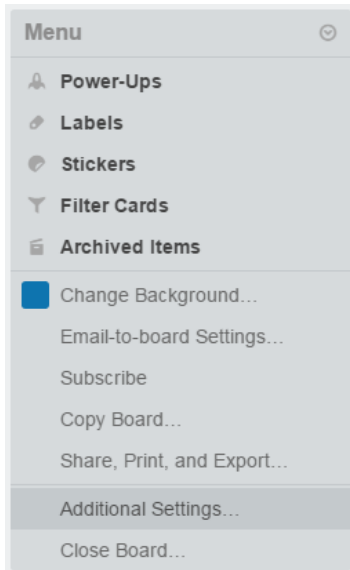 Menu
Power-Ups
Labels
Stickers
Filter Cards
Archived Items
Change Background...
Email-to-board Settings...
Subscribe
Copy Board...
Share, Print, and Export...
Additional Settings...
Close Board...